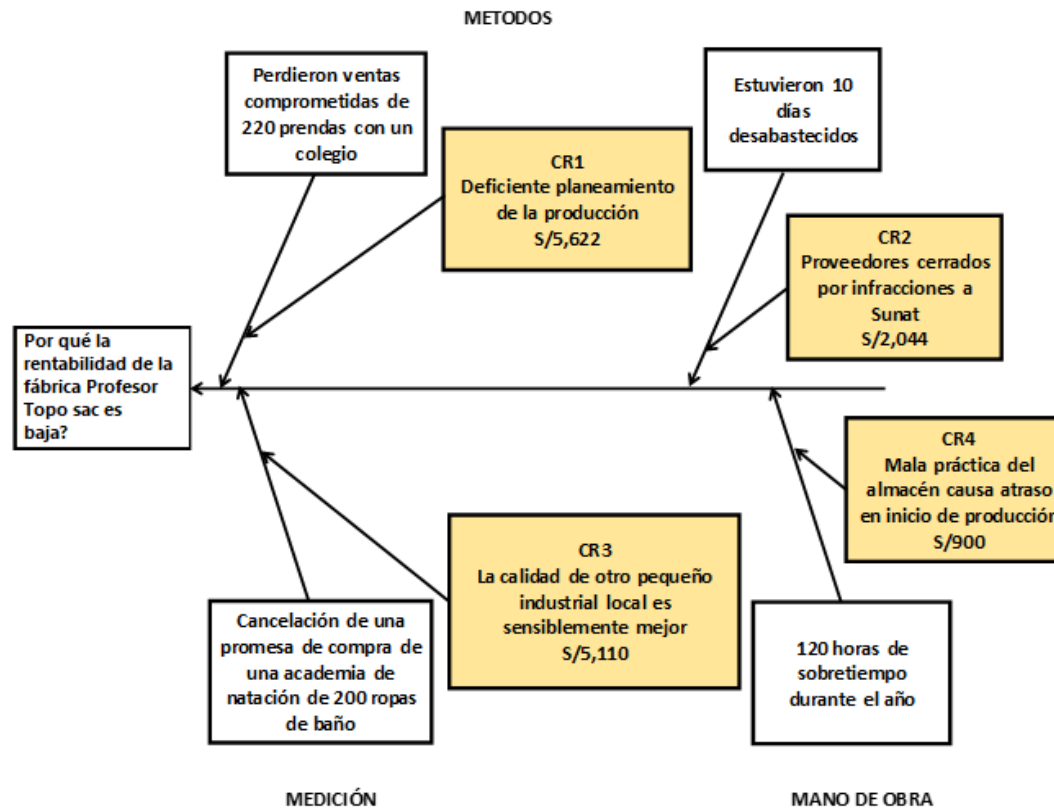 METODOS
Perdieron ventas
comprometidas de
220 prendas con un
colegio
Estuvieron 10
días
desabastecidos
CR1
Deficiente planeamiento
de la producción
S/5,622
CR2
Proveedores cerrados
por infracciones a
Sunat
S/2,044
Por qué la
rentabilidad de la
fábrica Profesor
Topo sac es
baja?
CR4
Mala práctica del
almacén causa atraso
en inicio de producción
S/900
CR3
La calidad de otro pequeño
industrial local es
sensiblemente mejor
S/5,110
Cancelación de una
promesa de compra de
una academia de
natación de 200 ropas
de baño
120 horas de
sobretiempo
durante el año
MEDICIÓN
MANO DE OBRA